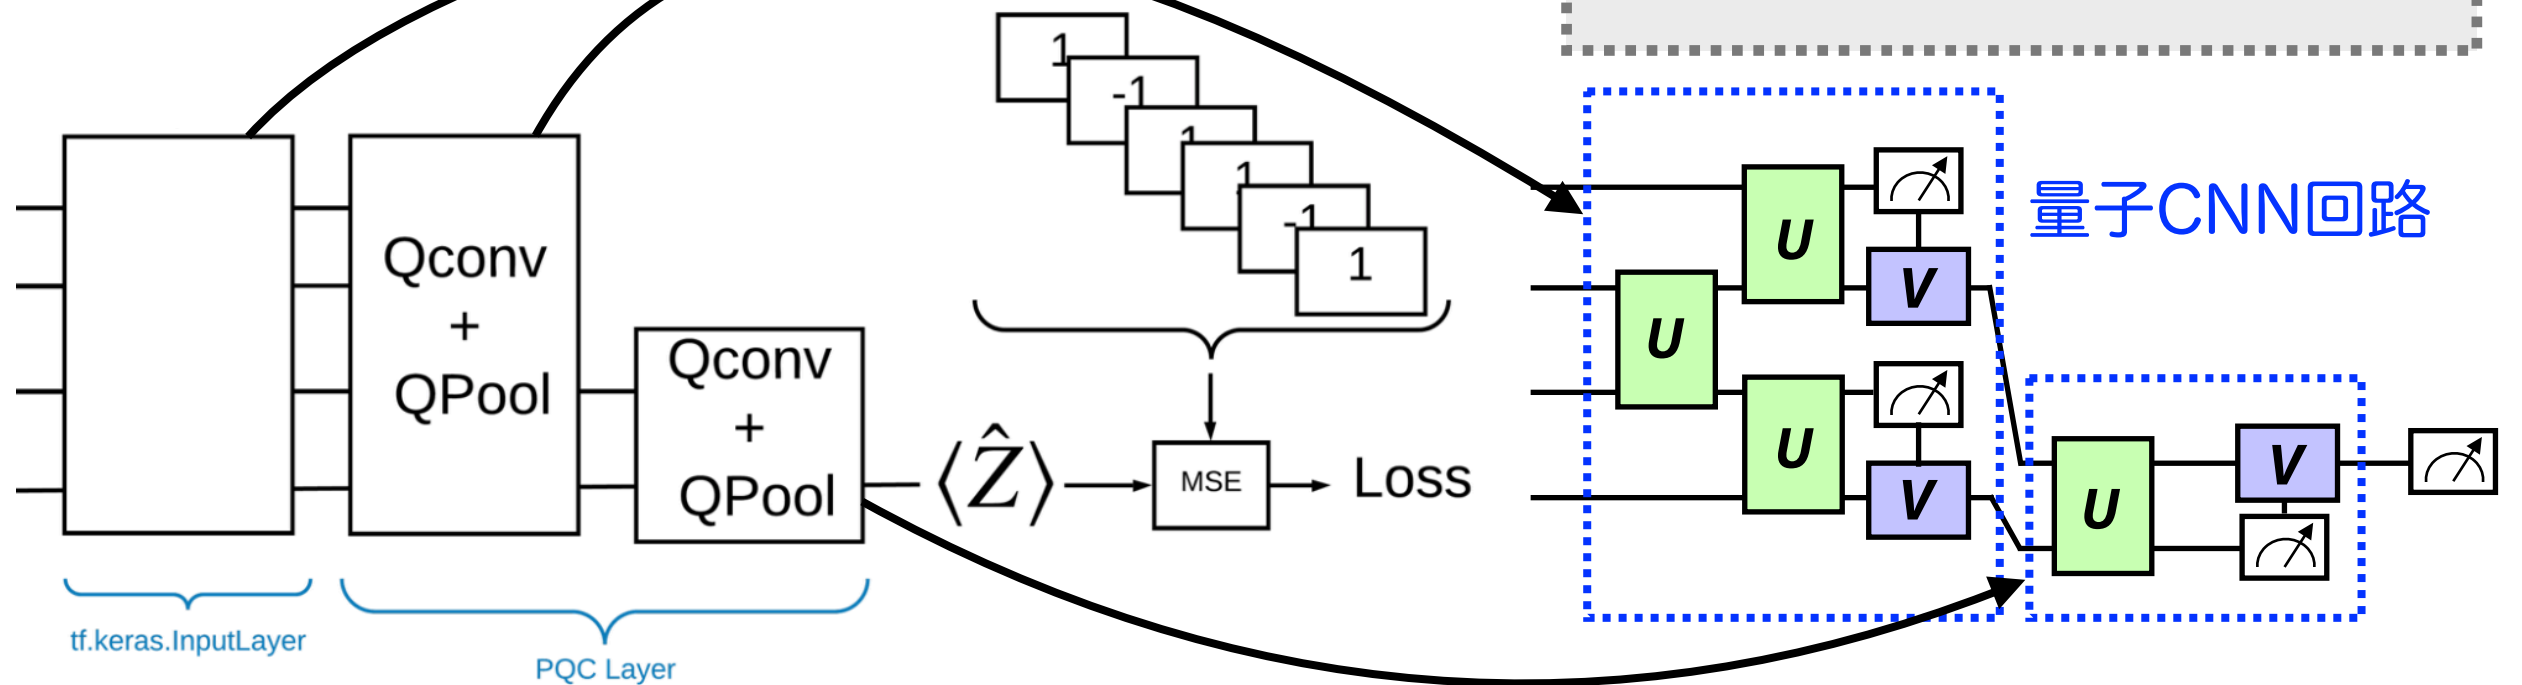 Qconv
+
QPool
Qconv
+
QPool
tf.keras.InputLayer
PQC Layer
1
-1
1
1
-1
1
⟨Ẑ⟩
MSE
Loss
量子CNN回路
U
U
U
V
V
U
V